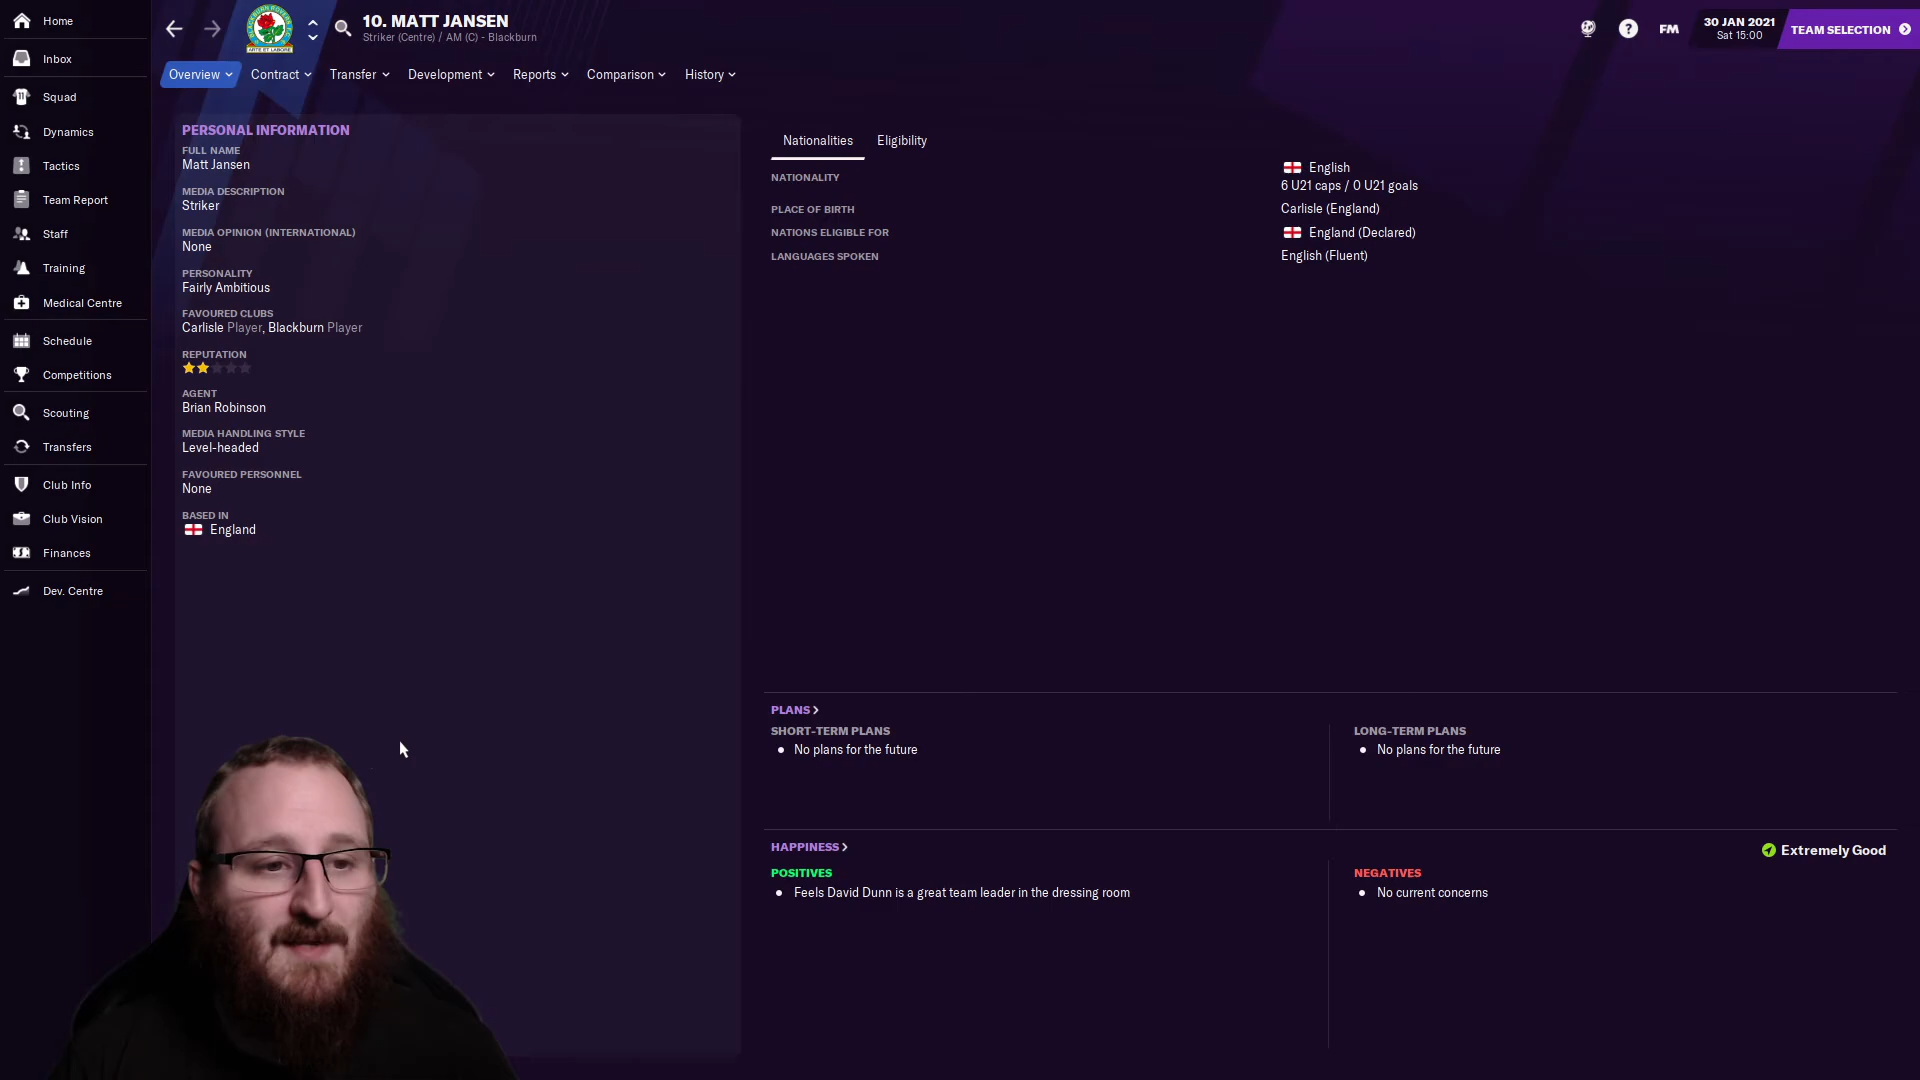 Home
Inbox
Squad
Dynamics
Tactics
Team Report
Staff
Training
Medical Centre
Schedule
Competitions
Scouting
Transfers
Club Info
Club Vision
Finances
Dev. Centre
10. MATT JANSEN
Striker (Centre) / AM (C) - Blackburn
FM
30 JAN 2021
Sat 15:00
TEAM SELECTION
Overview
Contract
Transfer
Development
Reports
Comparison
History
PERSONAL INFORMATION
FULL NAME
Matt Jansen
MEDIA DESCRIPTION
Striker
MEDIA OPINION (INTERNATIONAL)
None
PERSONALITY
Fairly Ambitious
FAVOURED CLUBS
Carlisle Player, Blackburn Player
REPUTATION
AGENT
Brian Robinson
MEDIA HANDLING STYLE
Level-headed
FAVOURED PERSONNEL
None
BASED IN
England
Nationalities
Eligibility
NATIONALITY
English
6 U21 caps / 0 U21 goals
PLACE OF BIRTH
Carlisle (England)
NATIONS ELIGIBLE FOR
England (Declared)
LANGUAGES SPOKEN
English (Fluent)
PLANS
SHORT-TERM PLANS
No plans for the future
LONG-TERM PLANS
No plans for the future
HAPPINESS
Extremely Good
POSITIVES
Feels David Dunn is a great team leader in the dressing room
NEGATIVES
No current concerns